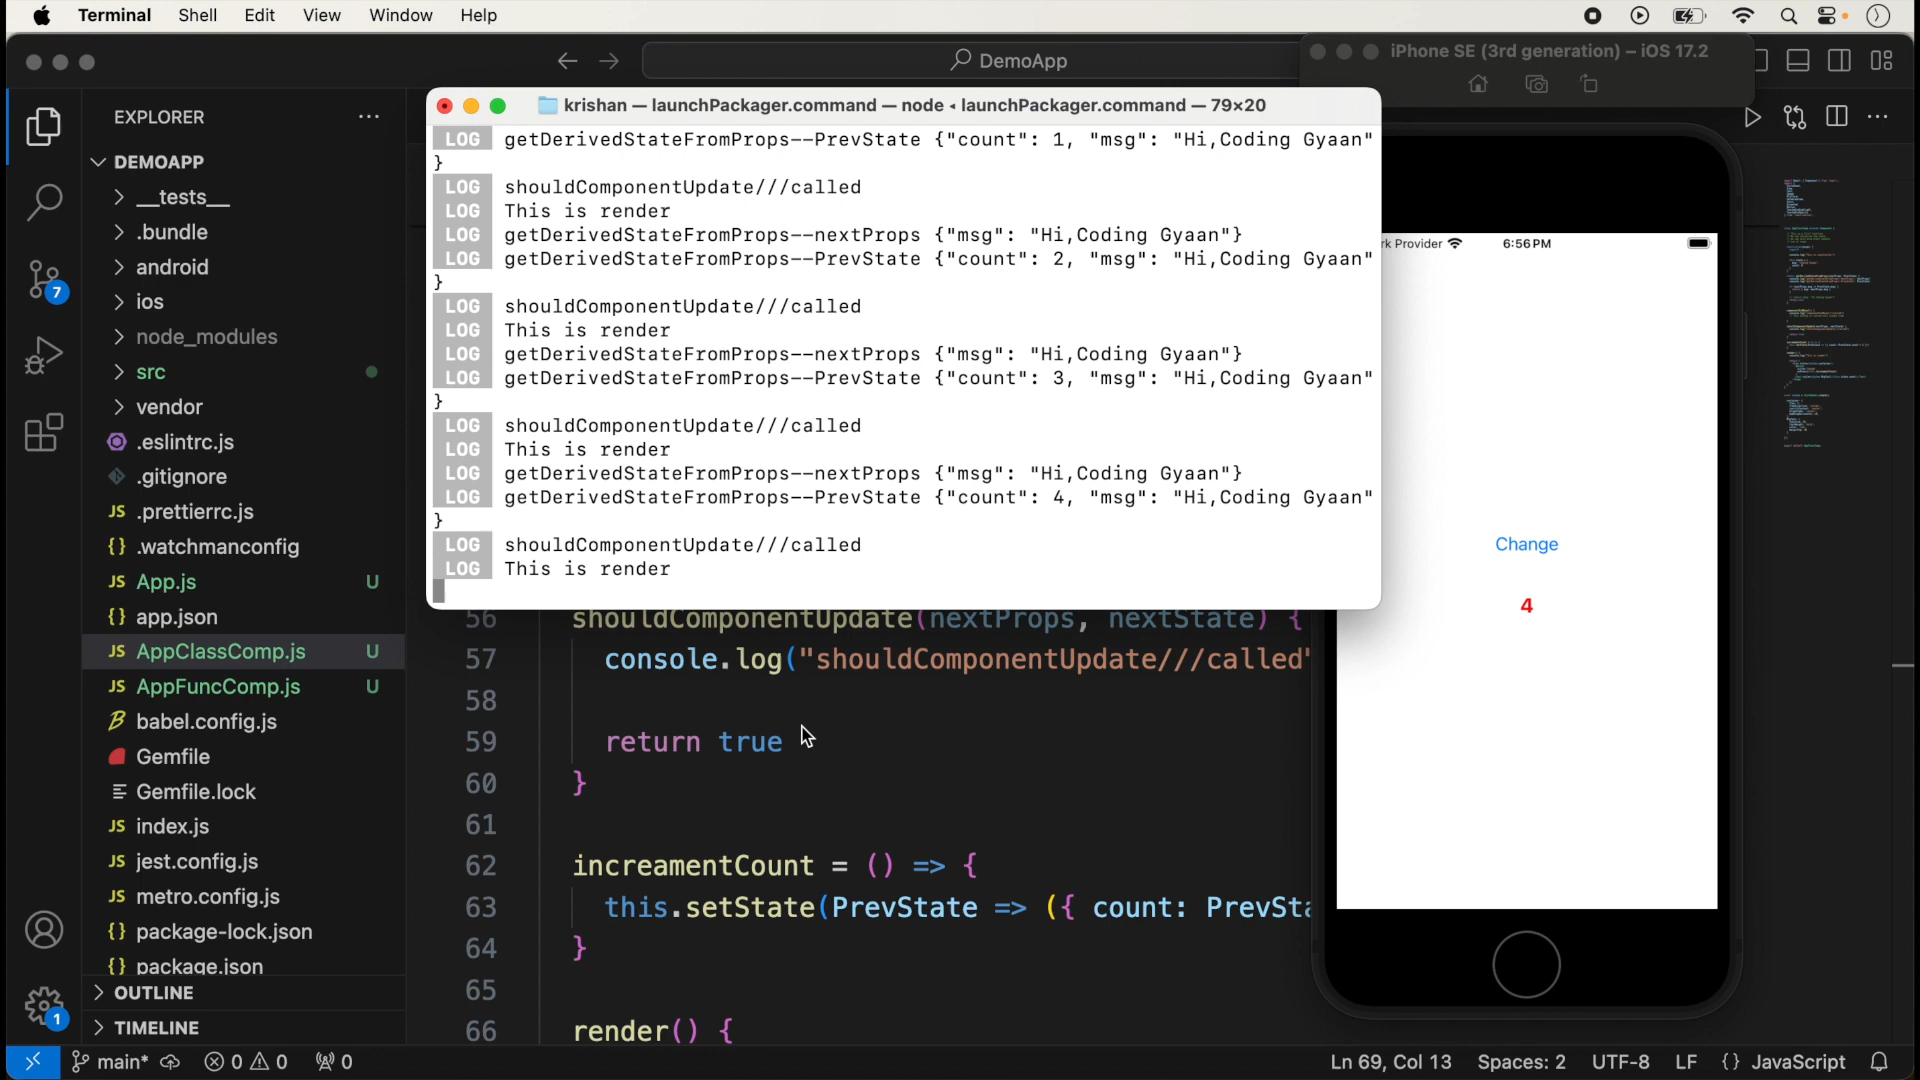 Terminal Shell Edit View Window Help
DemoApp
iPhone SE (3rd generation) – iOS 17.2
EXPLORER
DEMOAPP
__tests__
.bundle
android
ios
node_modules
src
vendor
.eslintrc.js
.gitignore
.prettierrc.js
.watchmanconfig
App.js U
app.json
AppClassComp.js U
AppFuncComp.js U
babel.config.js
Gemfile
Gemfile.lock
index.js
jest.config.js
metro.config.js
package-lock.json
package.json
OUTLINE
TIMELINE
7
1
krishan — launchPackager.command — node ◂ launchPackager.command — 79×20
LOG getDerivedStateFromProps--PrevState {"count": 1, "msg": "Hi,Coding Gyaan"
}
LOG shouldComponentUpdate///called
LOG This is render
LOG getDerivedStateFromProps--nextProps {"msg": "Hi,Coding Gyaan"}
LOG getDerivedStateFromProps--PrevState {"count": 2, "msg": "Hi,Coding Gyaan"
}
LOG shouldComponentUpdate///called
LOG This is render
LOG getDerivedStateFromProps--nextProps {"msg": "Hi,Coding Gyaan"}
LOG getDerivedStateFromProps--PrevState {"count": 3, "msg": "Hi,Coding Gyaan"
}
LOG shouldComponentUpdate///called
LOG This is render
LOG getDerivedStateFromProps--nextProps {"msg": "Hi,Coding Gyaan"}
LOG getDerivedStateFromProps--PrevState {"count": 4, "msg": "Hi,Coding Gyaan"
}
LOG shouldComponentUpdate///called
LOG This is render
56 shouldComponentUpdate(nextProps, nextState) {
57 console.log("shouldComponentUpdate///called"
58
59 return true
60 }
61
62 increamentCount = () => {
63 this.setState(PrevState => ({ count: PrevSta
64 }
65
66 render() {
rk Provider 6:56 PM
Change
4
main* 0 0 0 Ln 69, Col 13 Spaces: 2 UTF-8 LF {} JavaScript